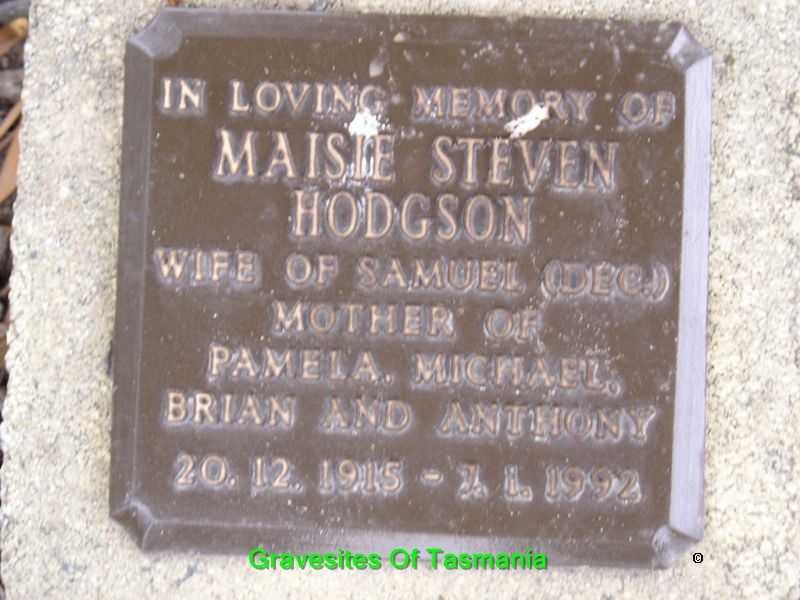 IN LOVING MEMORY OF
MAISIE STEVEN
HODGSON
WIFE OF SAMUEL (DEC.)
MOTHER OF
PAMELA. MICHAEL,
BRIAN AND ANTHONY
20. 12. 1915 - 7. 1. 1992
Gravesites Of Tasmania
©